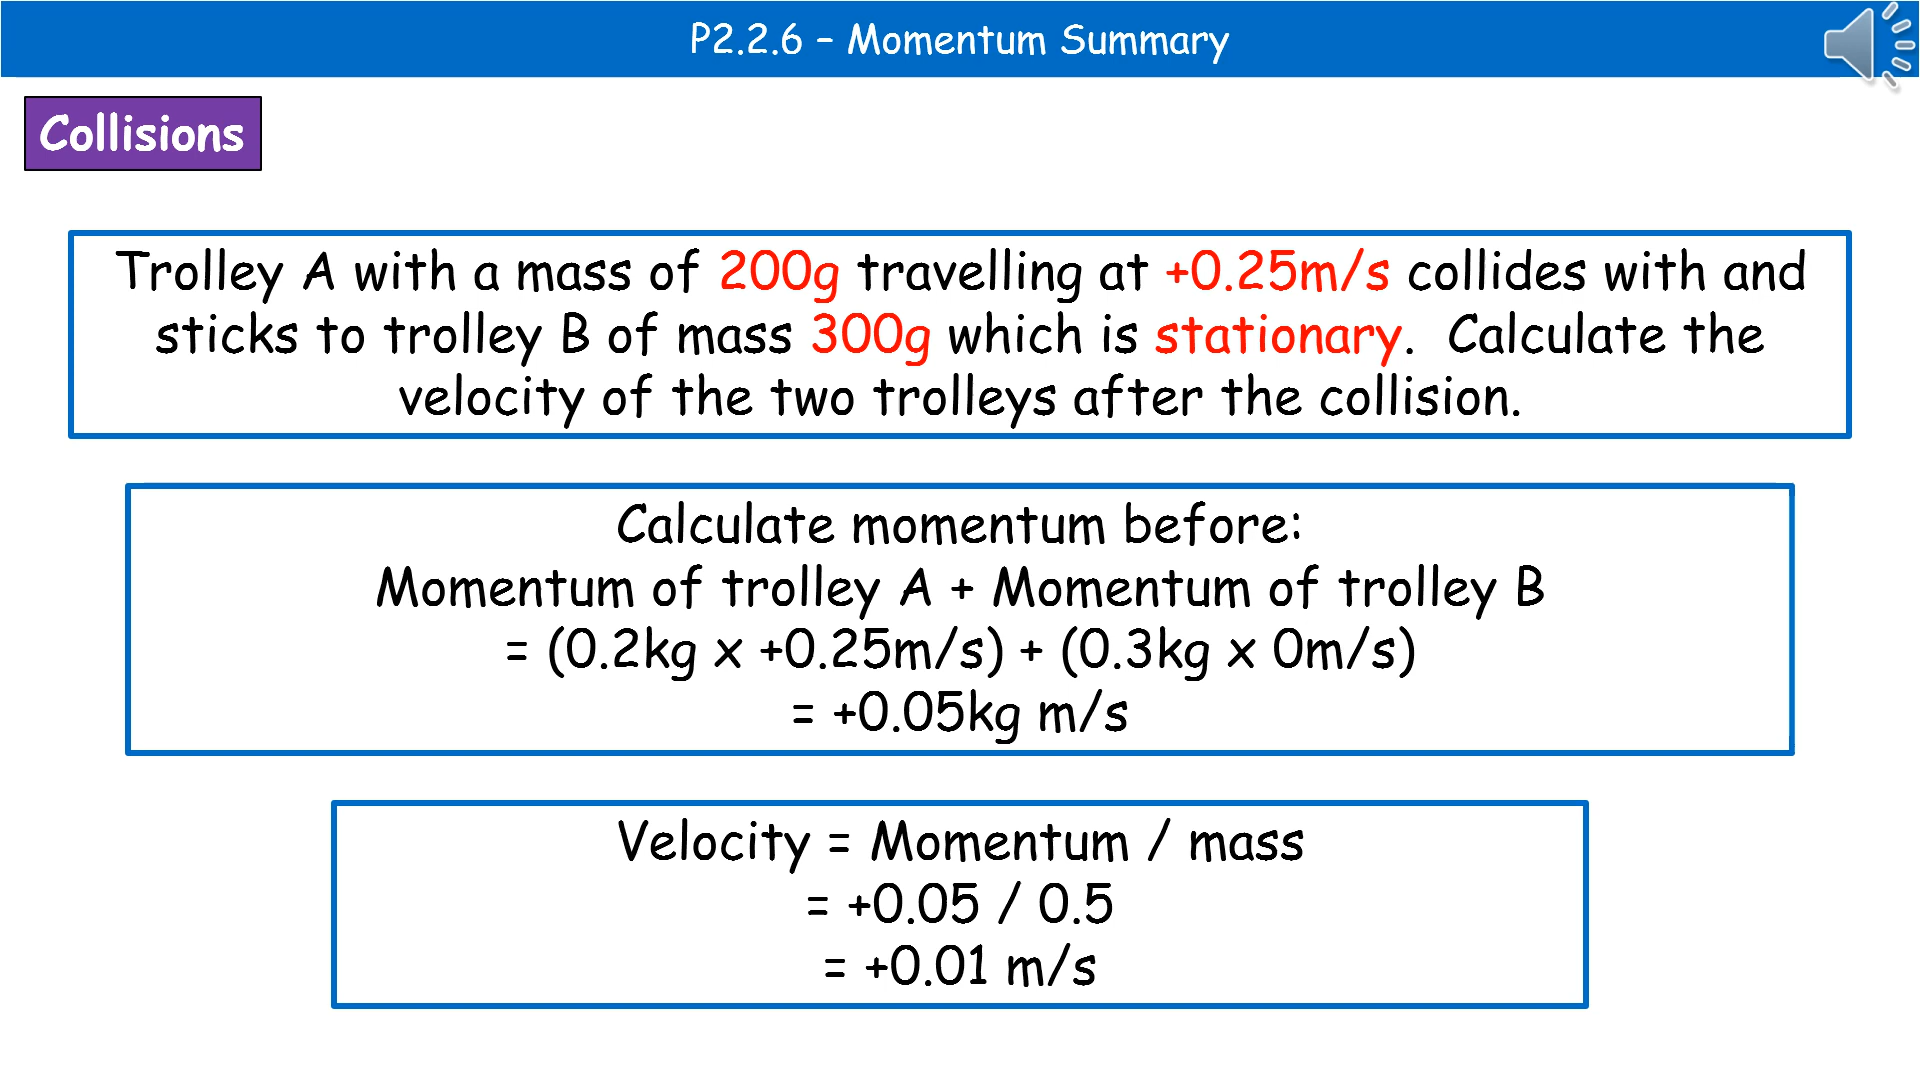 P2.2.6 – Momentum Summary
Collisions
Trolley A with a mass of 200g travelling at +0.25m/s collides with and
sticks to trolley B of mass 300g which is stationary.  Calculate the
velocity of the two trolleys after the collision.
Calculate momentum before:
Momentum of trolley A + Momentum of trolley B
= (0.2kg x +0.25m/s) + (0.3kg x 0m/s)
= +0.05kg m/s
Velocity = Momentum / mass
= +0.05 / 0.5
= +0.01 m/s